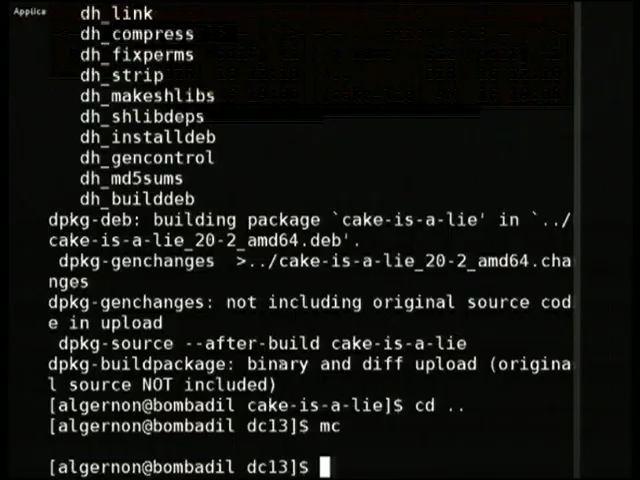 Applica
dh_link
dh_compress
dh_fixperms
dh_strip
dh_makeshlibs
dh_shlibdeps
dh_installdeb
dh_gencontrol
dh_md5sums
dh_builddeb
dpkg-deb: building package `cake-is-a-lie' in `../
cake-is-a-lie_20-2_amd64.deb'.
dpkg-genchanges  >../cake-is-a-lie_20-2_amd64.cha
nges
dpkg-genchanges: not including original source cod
e in upload
dpkg-source --after-build cake-is-a-lie
dpkg-buildpackage: binary and diff upload (origina
l source NOT included)
[algernon@bombadil cake-is-a-lie]$ cd ..
[algernon@bombadil dc13]$ mc
[algernon@bombadil dc13]$